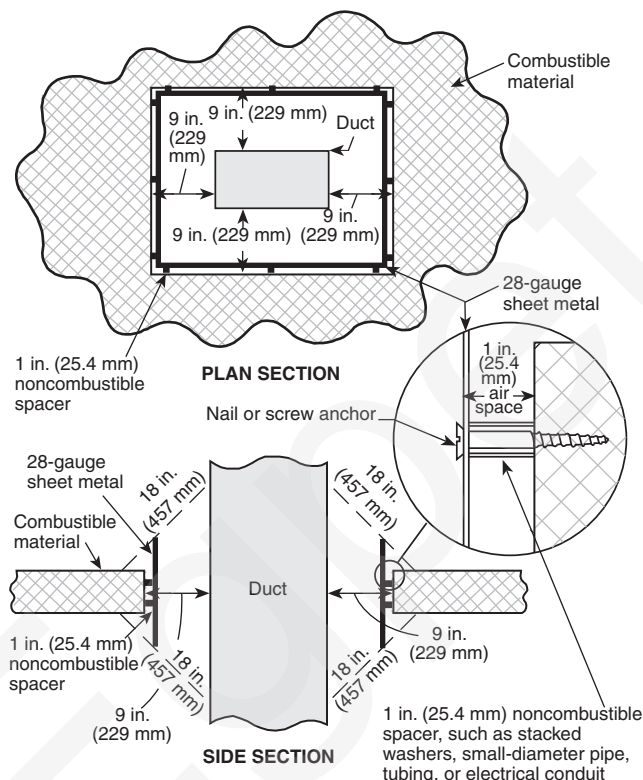 Combustible
material
9 in. (229 mm)
Duct
9 in.
(229
mm)
9 in.
9 in. (229 mm)
(229 mm)
28-gauge
sheet metal
1 in. (25.4 mm)
noncombustible
spacer
PLAN SECTION
1 in.
(25.4
mm)
air
space
Nail or screw anchor
28-gauge
sheet metal
18 in.
(457 mm)
18 in.
(457 mm)
Combustible
material
Duct
9 in.
(229 mm)
1 in. (25.4 mm)
noncombustible
spacer
18 in.
(457 mm)
18 in.
(457 mm)
9 in.
(229 mm)
SIDE SECTION
1 in. (25.4 mm) noncombustible
spacer, such as stacked
washers, small-diameter pipe,
tubing, or electrical conduit